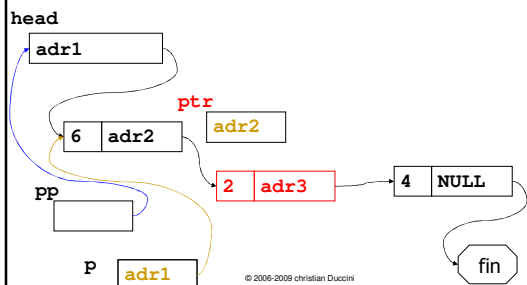 head
adr1
ptr
adr2
6 adr2
2 adr3
4 NULL
pp
p
adr1
fin
© 2006-2009 christian Duccini